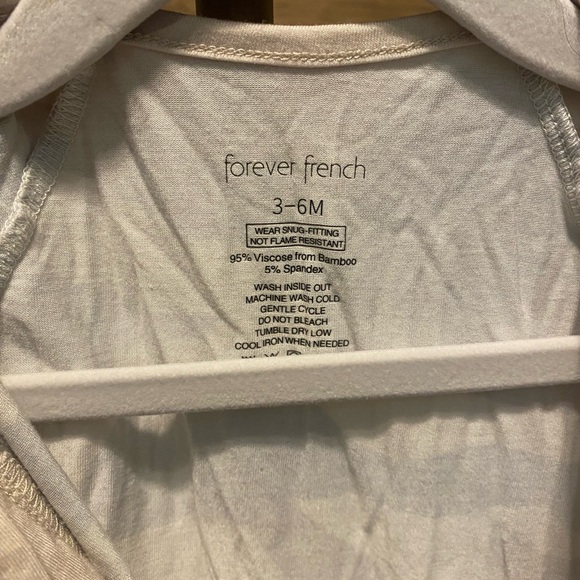 forever french
3-6M
WEAR SNUG-FITTING
NOT FLAME RESISTANT
95% Viscose from Bamboo
5% Spandex
WASH INSIDE OUT
MACHINE WASH COLD
GENTLE CYCLE
DO NOT BLEACH
TUMBLE DRY LOW
COOL IRON WHEN NEEDED